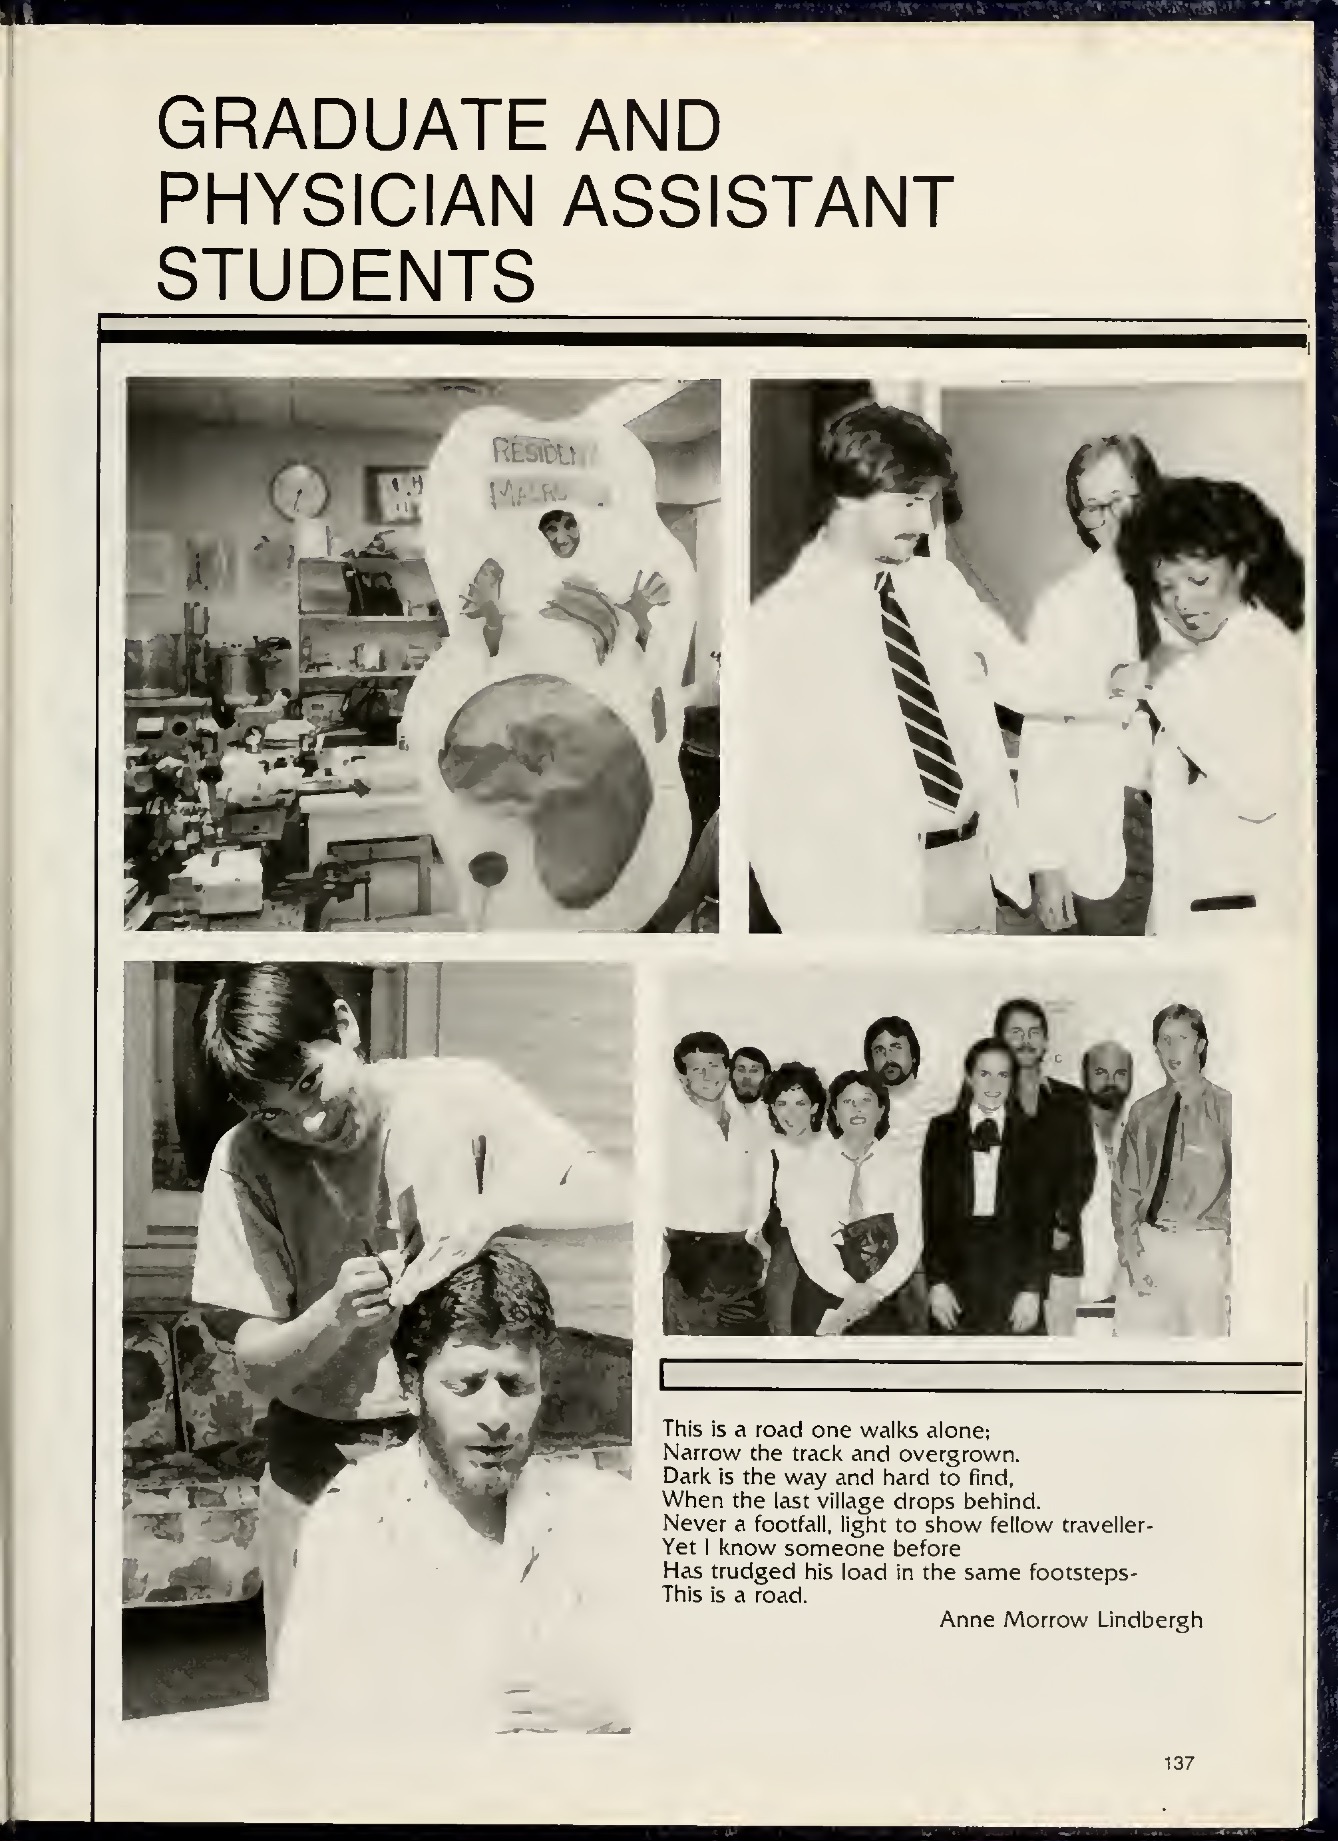 GRADUATE AND
PHYSICIAN ASSISTANT
STUDENTS
This is a road one walks alone;
Narrow the track and overgrown.
Dark is the way and hard to find,
When the last village drops behind.
Never a footfall, light to show fellow traveller-
Yet I know someone before
Has trudged his load in the same footsteps-
This is a road.
Anne Morrow Lindbergh
137